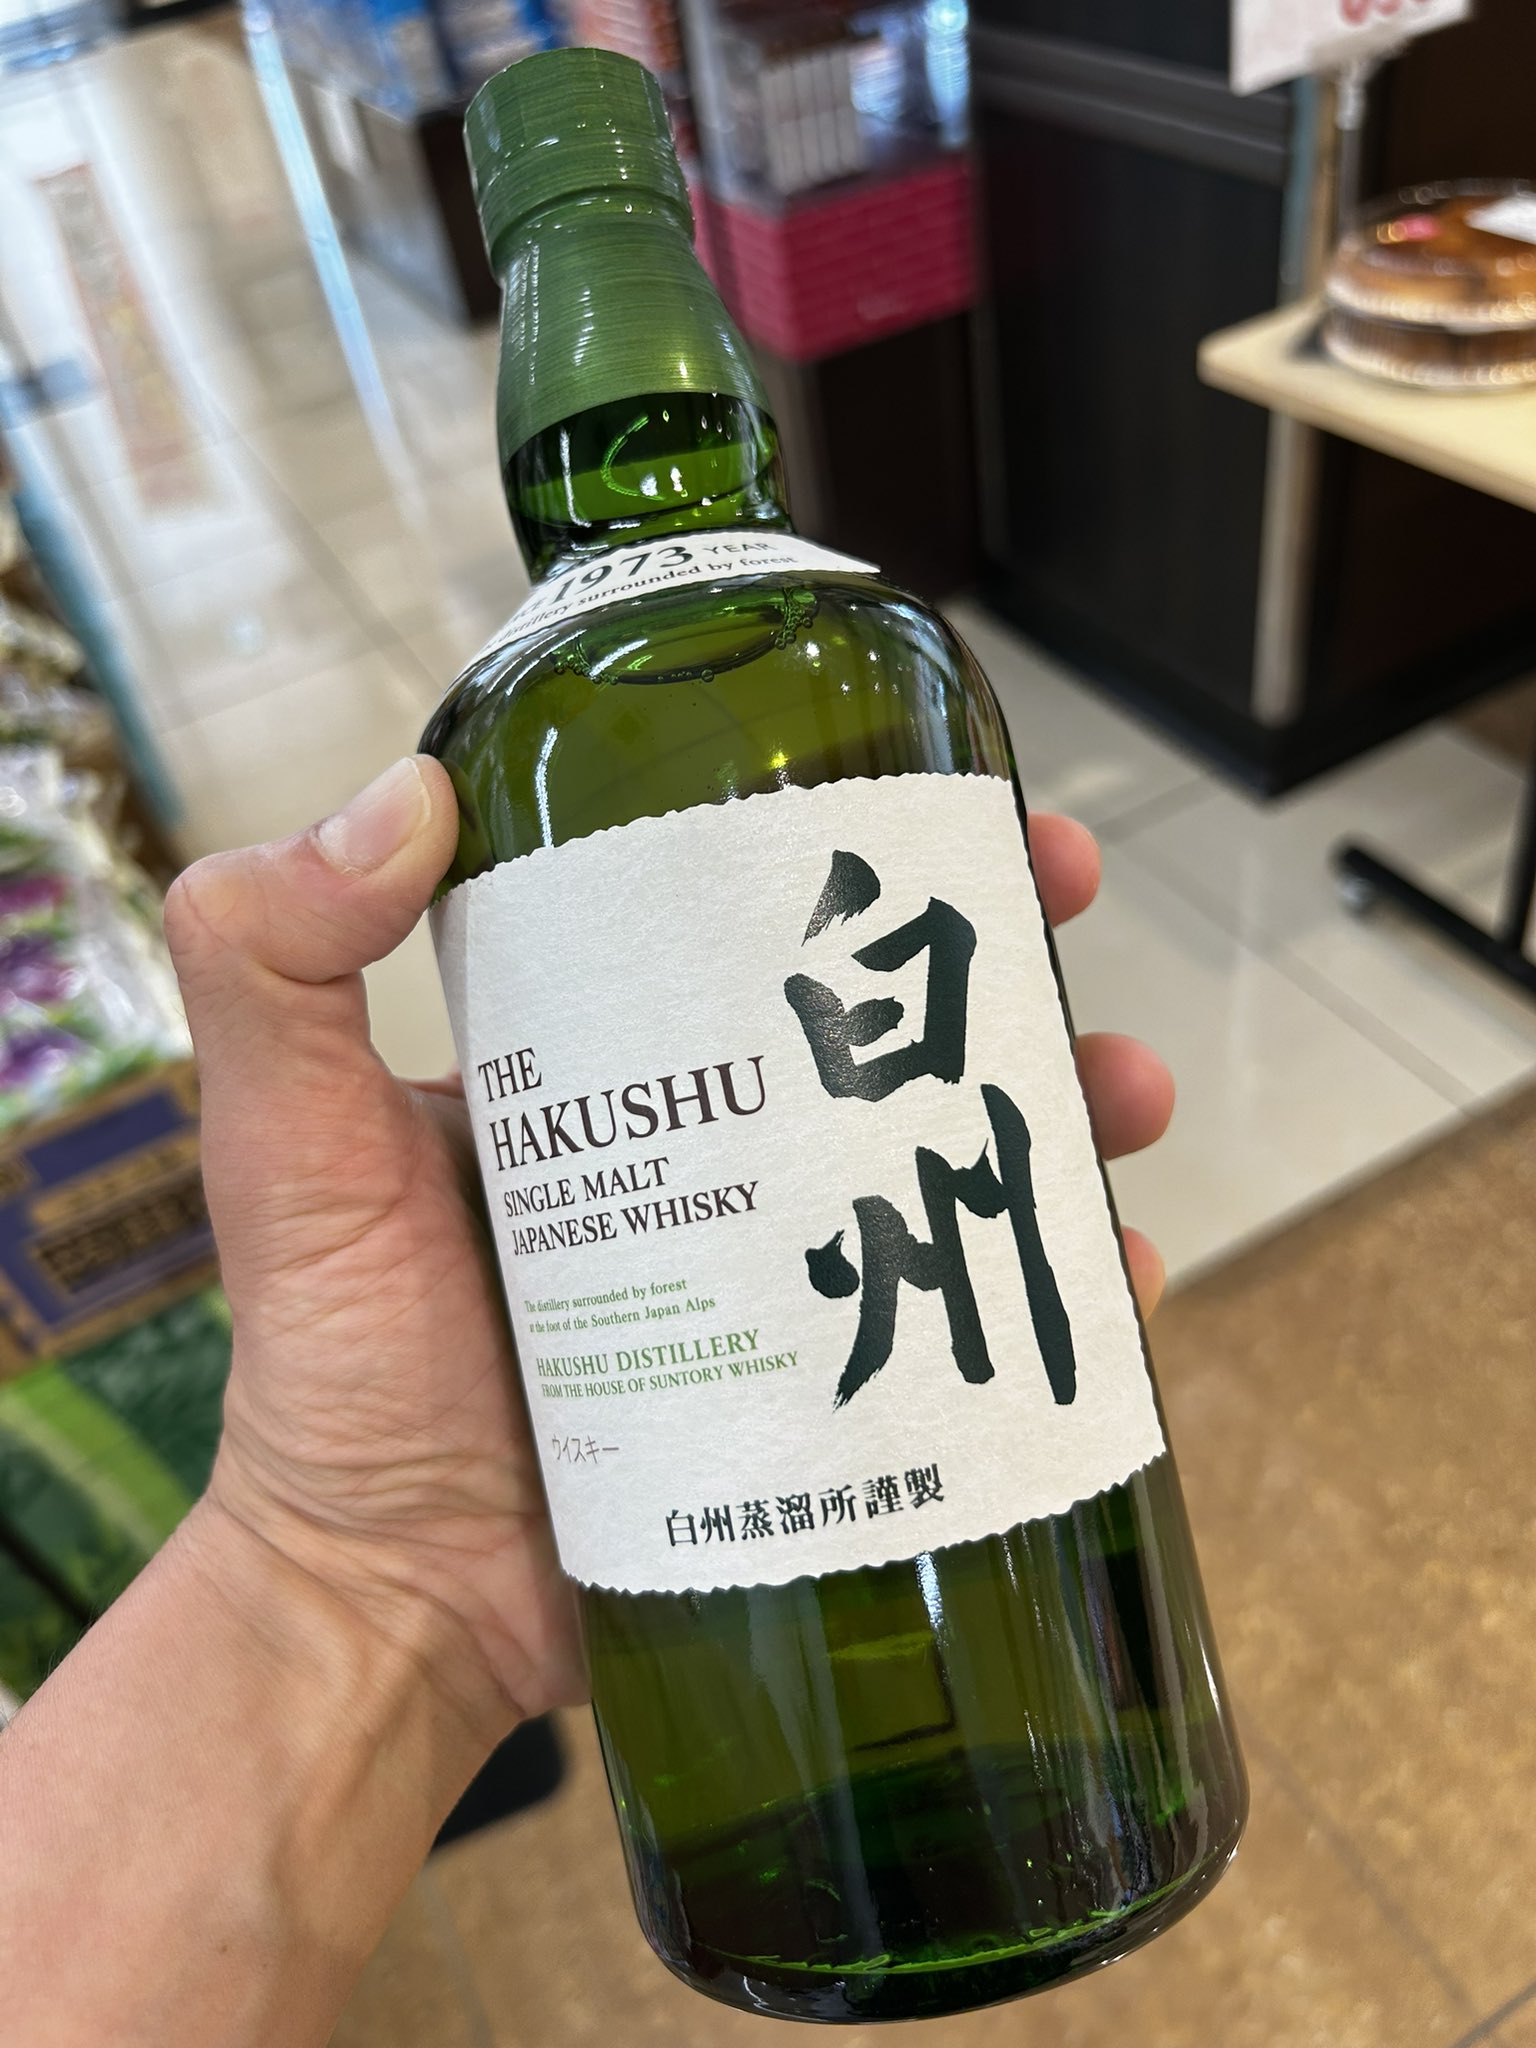 1973 YEAR
distillery surrounded by forest
THE
HAKUSHU
SINGLE MALT
JAPANESE WHISKY
The distillery surrounded by forest
at the foot of the Southern Japan Alps
HAKUSHU DISTILLERY
FROM THE HOUSE OF SUNTORY WHISKY
ウイスキー
白州
白州蒸溜所謹製